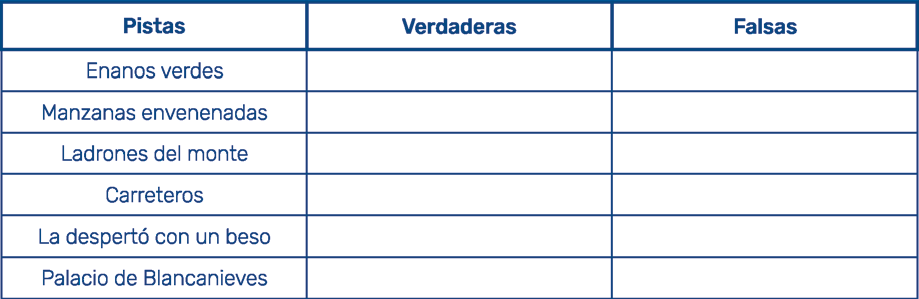 Pistas Verdaderas Falsas
Enanos verdes
Manzanas envenenadas
Ladrones del monte
Carreteros
La despertó con un beso
Palacio de Blancanieves